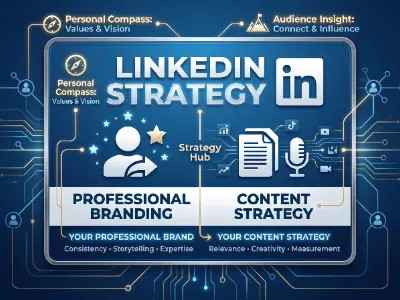 Personal Compass:
Values & Vision
Audience Insight:
Connect & Influence
Personal
Compass:
Values & Vision
LINKEDIN
STRATEGY
in
Strategy
Hub
PROFESSIONAL
BRANDING
CONTENT
STRATEGY
YOUR PROFESSIONAL BRAND
YOUR CONTENT STRATEGY
Consistency • Storytelling • Expertise
Relevance • Creativity • Measurement